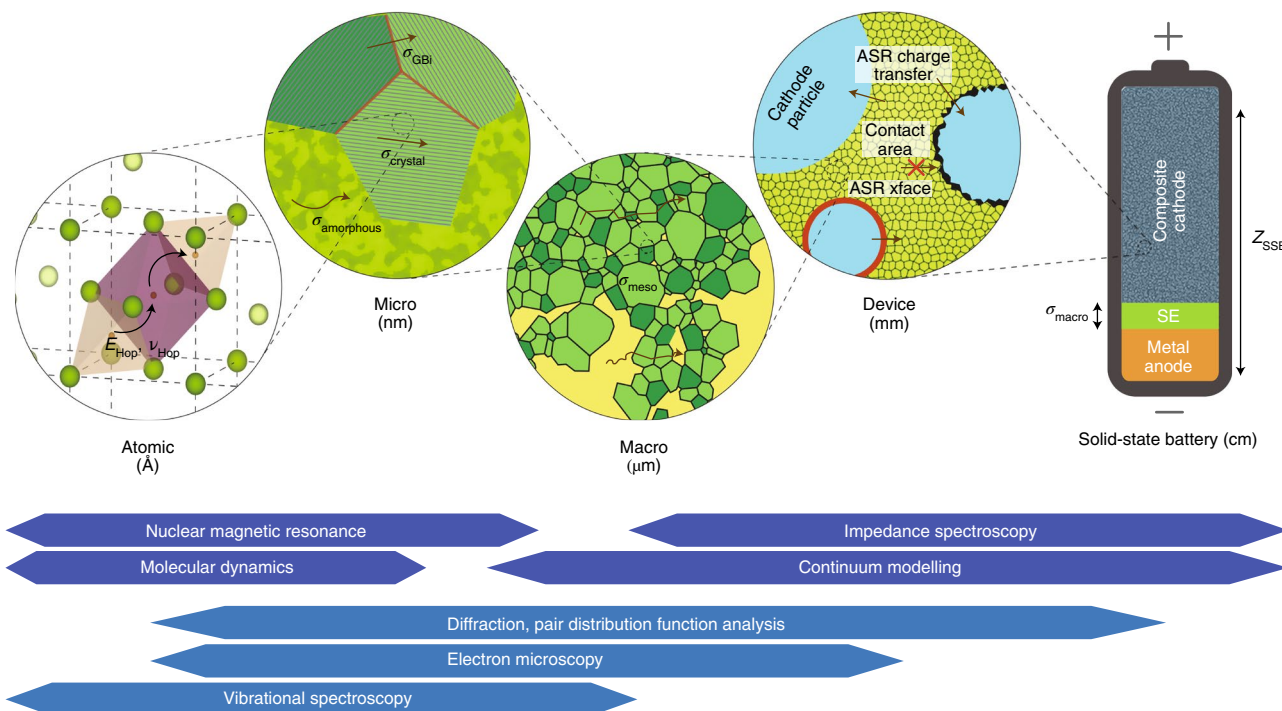 σGBi
σcrystal
σamorphous
Micro
(nm)
EHop, νHop
Atomic
(Å)
σmeso
Macro
(μm)
Cathode
particle
ASR charge
transfer
Contact
area
ASR xface
Device
(mm)
+
Composite
cathode
ZSSB
σmacro
SE
Metal
anode
−
Solid-state battery (cm)
Nuclear magnetic resonance
Impedance spectroscopy
Molecular dynamics
Continuum modelling
Diffraction, pair distribution function analysis
Electron microscopy
Vibrational spectroscopy